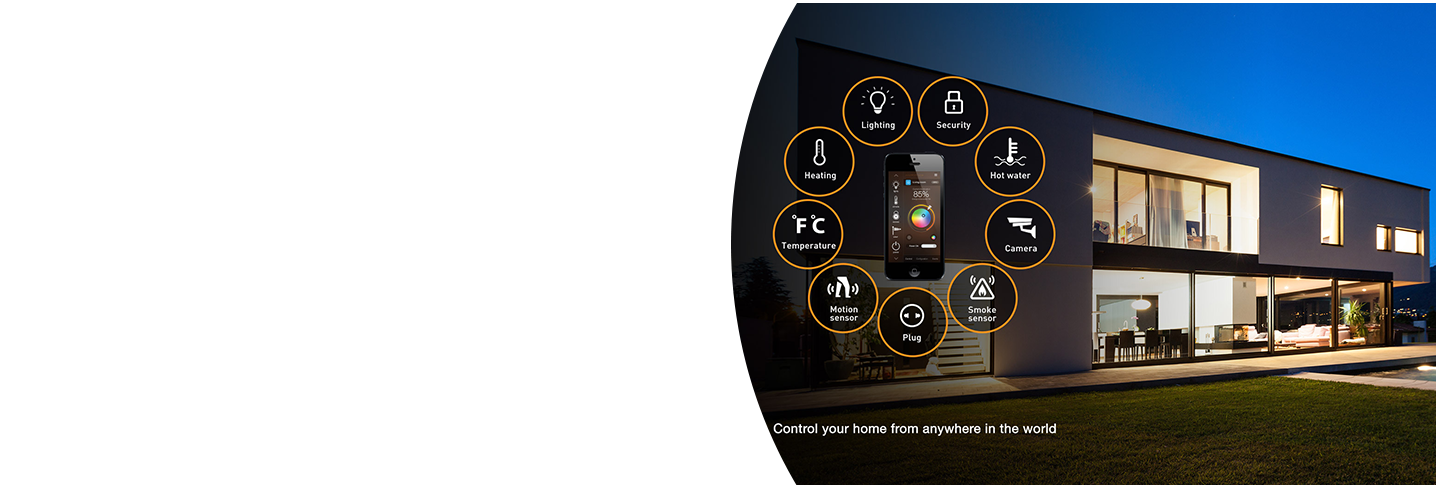 Lighting
Security
Heating
Hot water
°F°C
Temperature
85%
Camera
Motion
sensor
Smoke
sensor
Plug
Control your home from anywhere in the world